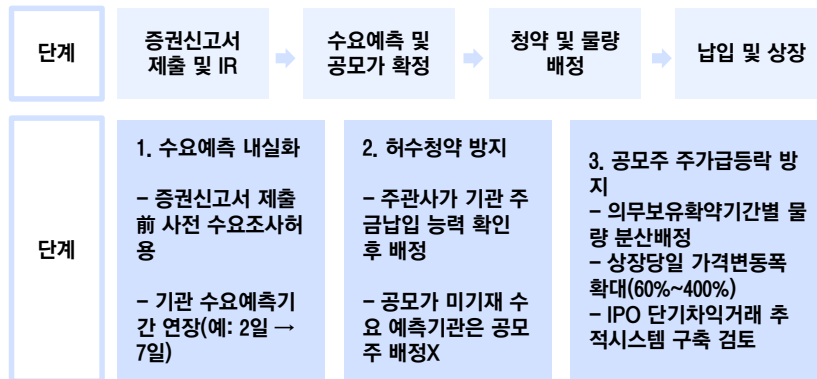 단계
증권신고서
제출 및 IR
수요예측 및
공모가 확정
청약 및 물량
배정
납입 및 상장
단계
1. 수요예측 내실화
- 증권신고서 제출
前 사전 수요조사허
용
- 기관 수요예측기
간 연장(예: 2일 →
7일)
2. 허수청약 방지
- 주관사가 기관 주
금납입 능력 확인
후 배정
- 공모가 미기재 수
요 예측기관은 공모
주 배정X
3. 공모주 주가급등락 방
지
- 의무보유확약기간별 물
량 분산배정
- 상장당일 가격변동폭
확대(60%~400%)
- IPO 단기차익거래 추
적시스템 구축 검토